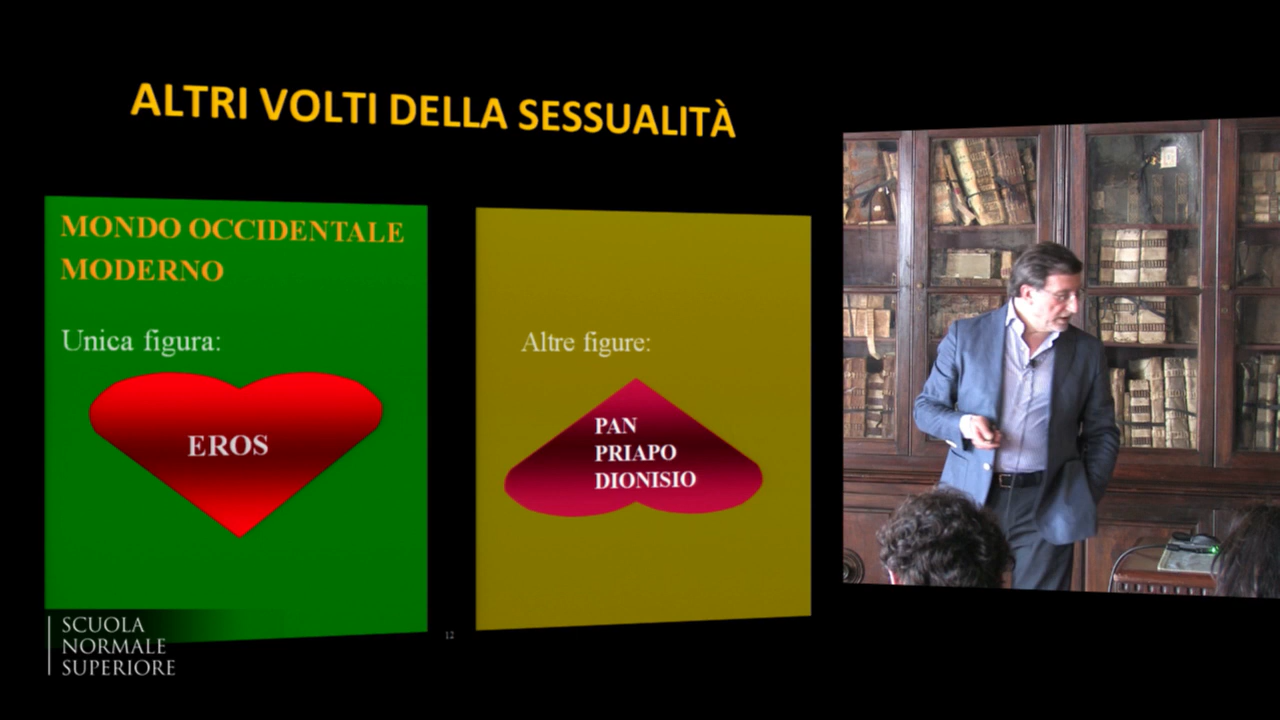 ALTRI VOLTI DELLA SESSUALITÀ
MONDO OCCIDENTALE
MODERNO
Unica figura:
EROS
Altre figure:
PAN
PRIAPO
DIONISIO
12
SCUOLA
NORMALE
SUPERIORE